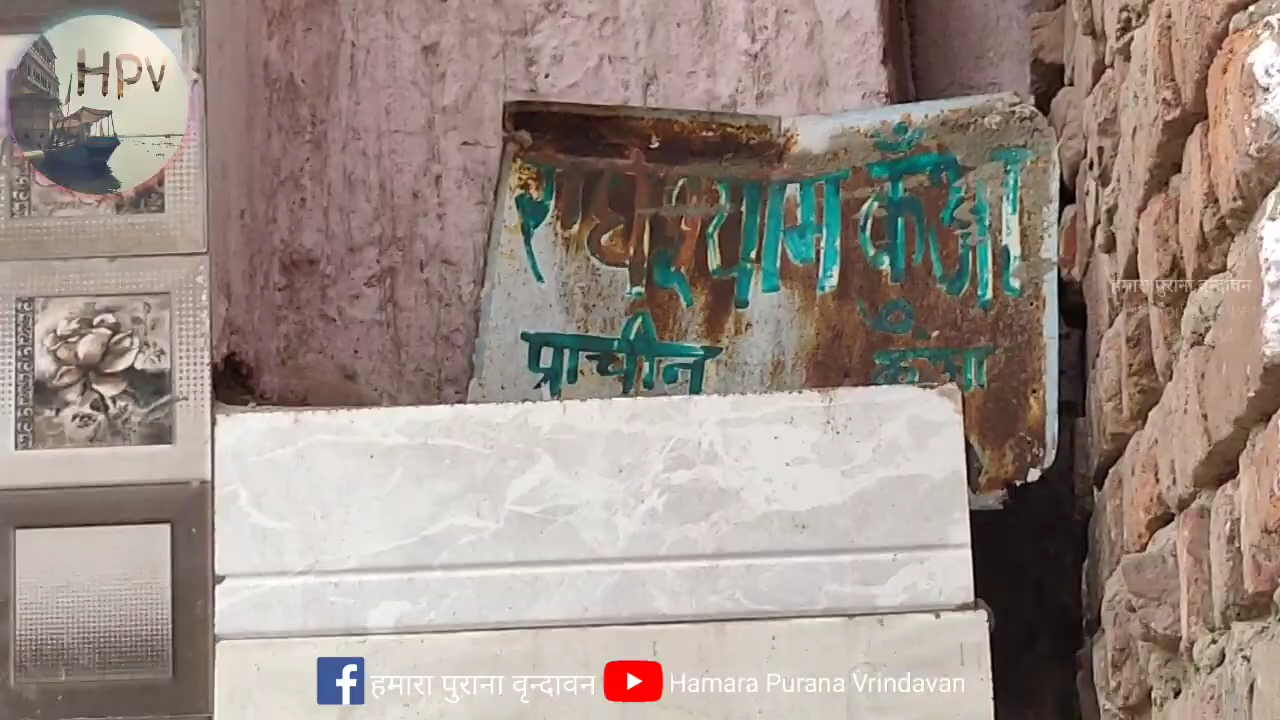 HPV
राधेश्याम कुँआ
प्राचीन
हमारा पुराना वृन्दावन
हमारा पुराना वृन्दावन Hamara Purana Vrindavan